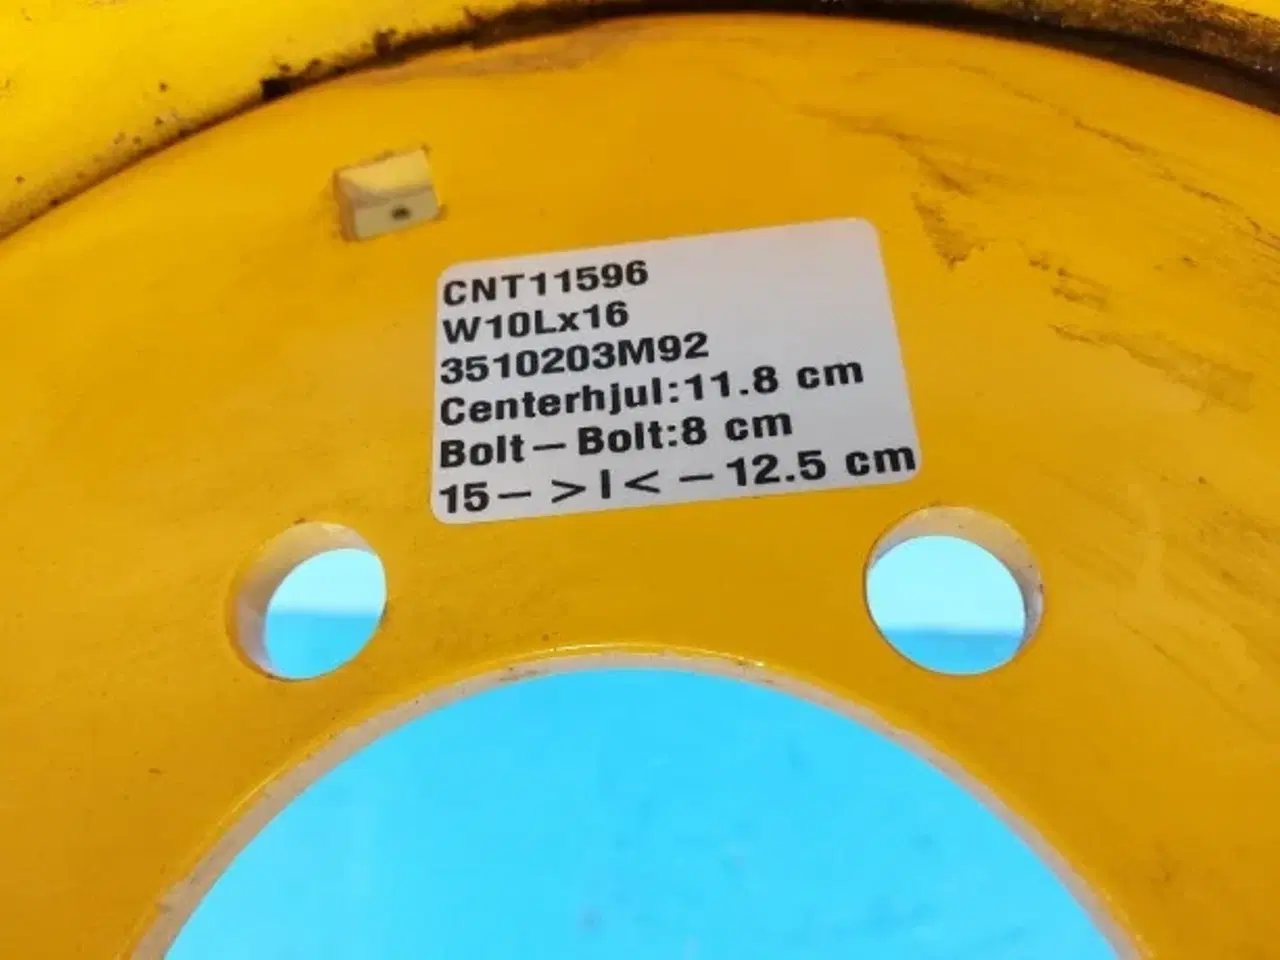 CNT11596
W10Lx16
3510203M92
Centerhjul:11.8 cm
Bolt–Bolt:8 cm
15– >I< –12.5 cm